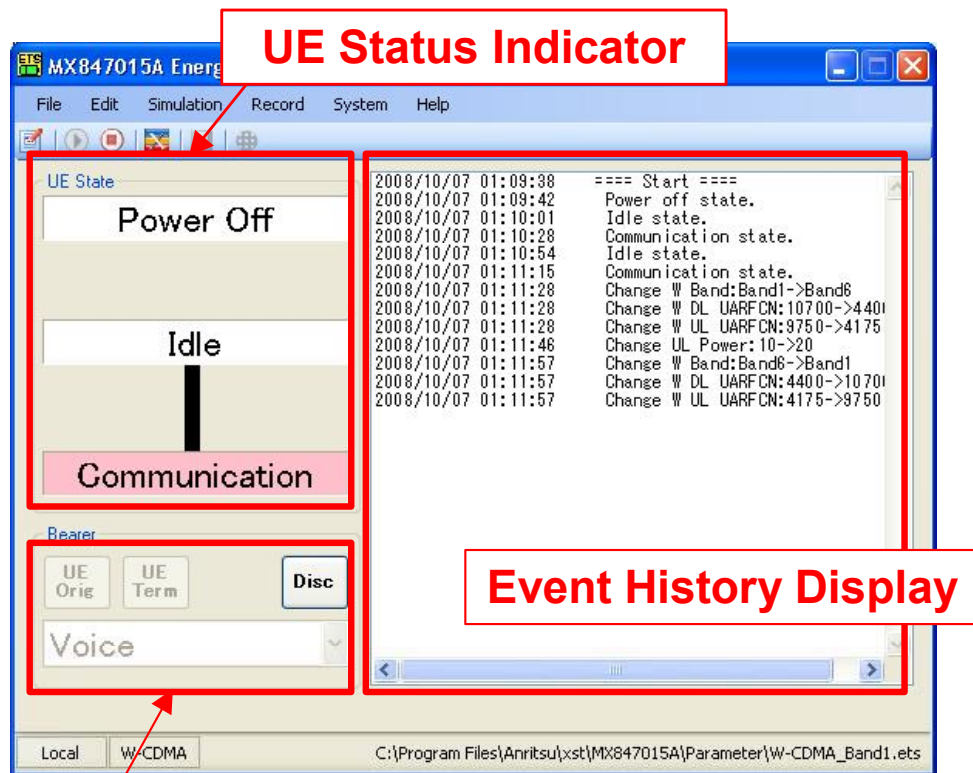 UE Status Indicator
MX847015A Energ
File Edit Simulation Record System Help
UE State
Power Off
Idle
Communication
2008/10/07 01:09:38 ==== Start ====
2008/10/07 01:09:42 Power off state.
2008/10/07 01:10:01 Idle state.
2008/10/07 01:10:28 Communication state.
2008/10/07 01:10:54 Idle state.
2008/10/07 01:11:15 Communication state.
2008/10/07 01:11:28 Change W Band:Band1->Band6
2008/10/07 01:11:28 Change W DL UARFCN:10700->440
2008/10/07 01:11:28 Change W UL UARFCN:9750->4175
2008/10/07 01:11:46 Change UL Power:10->20
2008/10/07 01:11:57 Change W Band:Band6->Band1
2008/10/07 01:11:57 Change W DL UARFCN:4400->1070
2008/10/07 01:11:57 Change W UL UARFCN:4175->9750
Bearer
UE Orig
UE Term
Disc
Voice
Event History Display
Local W-CDMA C:\Program Files\Anritsu\xst\MX847015A\Parameter\W-CDMA_Band1.ets